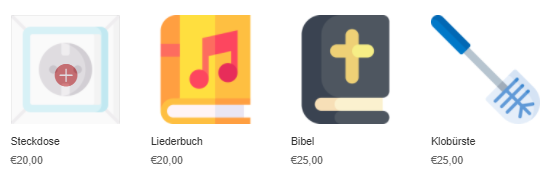 Steckdose
€20,00
Liederbuch
€20,00
Bibel
€25,00
Klobürste
€25,00